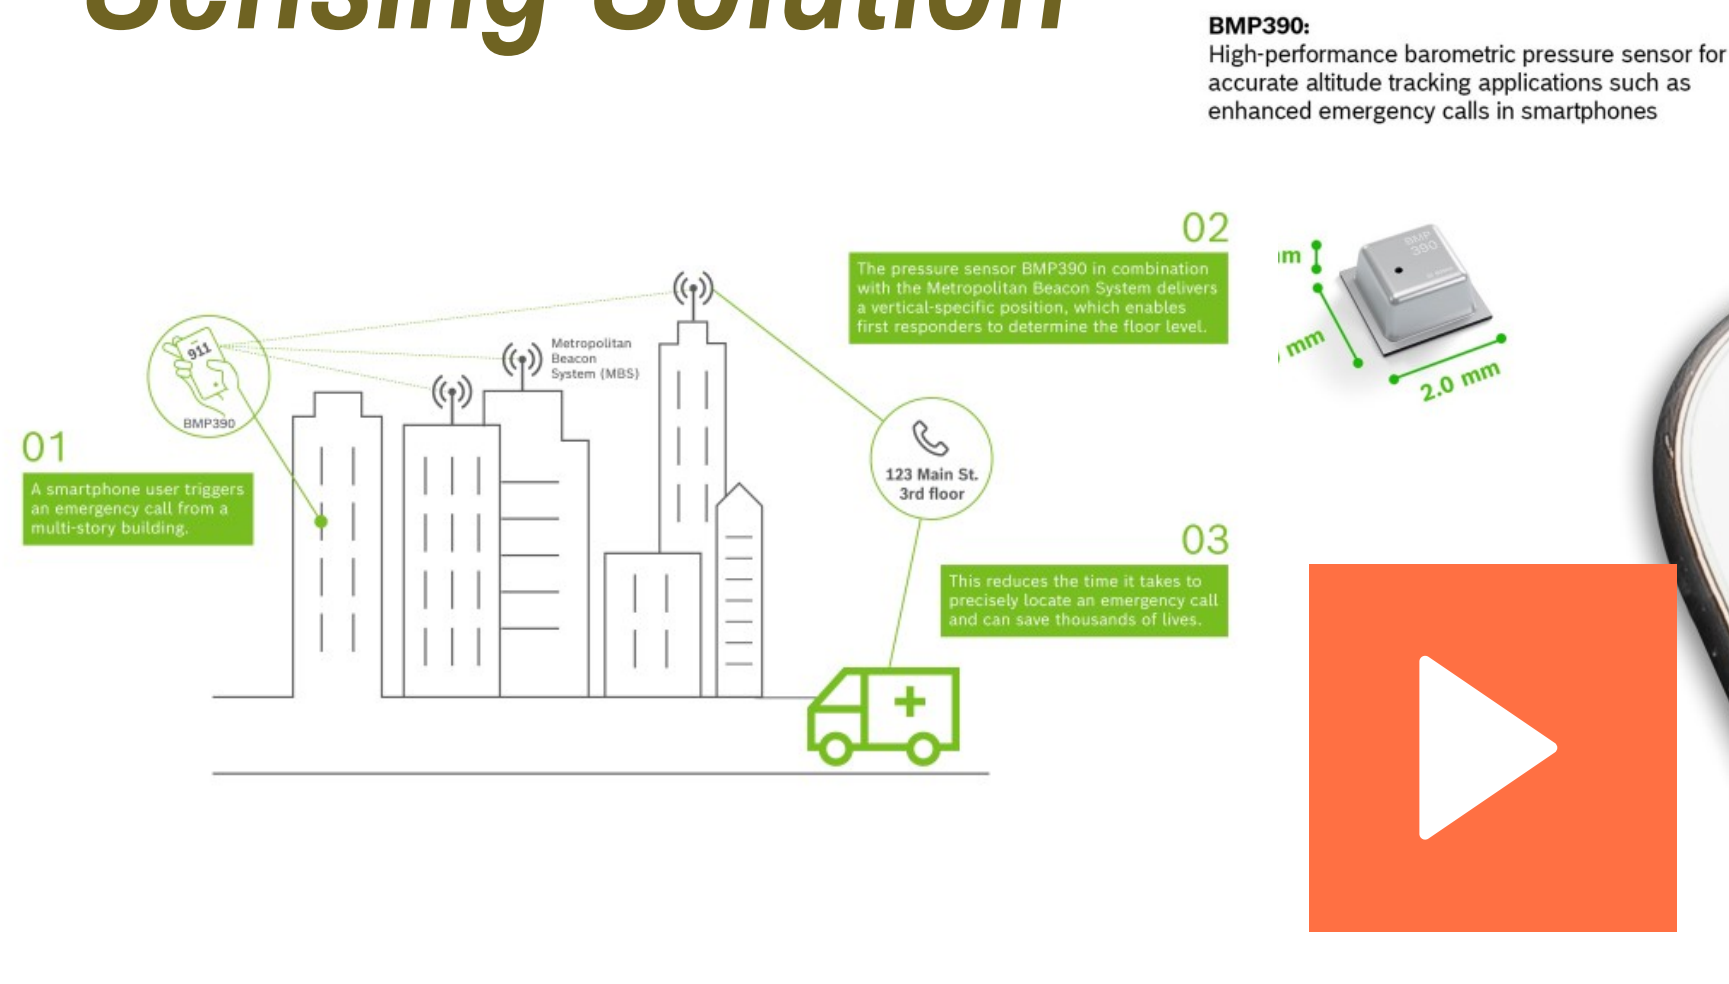 Sensing Solution
BMP390:
High-performance barometric pressure sensor for
accurate altitude tracking applications such as
enhanced emergency calls in smartphones
02
The pressure sensor BMP390 in combination
with the Metropolitan Beacon System delivers
a vertical-specific position, which enables
first responders to determine the floor level.
BMP
390
mm
2.0 mm
Metropolitan
Beacon
System (MBS)
911
BMP390
01
A smartphone user triggers
an emergency call from a
multi-story building.
123 Main St.
3rd floor
03
This reduces the time it takes to
precisely locate an emergency call
and can save thousands of lives.